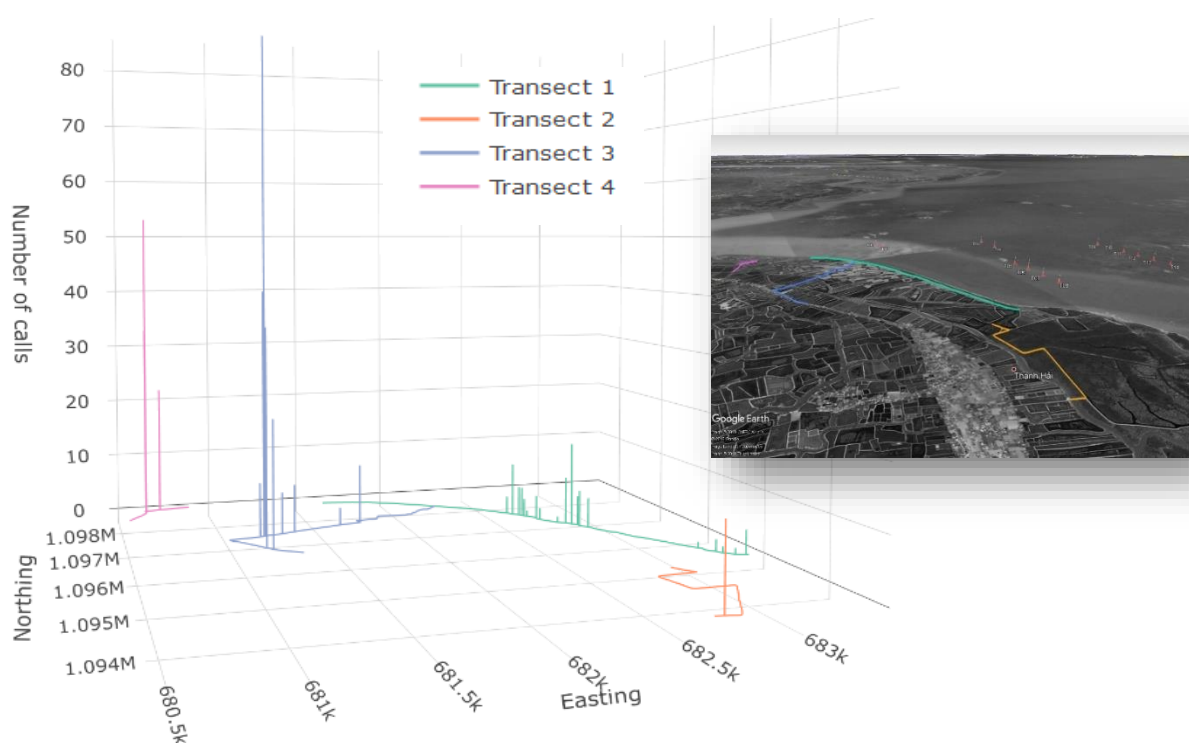 80
70
60
50
40
30
20
10
0
Number of calls
Transect 1
Transect 2
Transect 3
Transect 4
1.098M
1.097M
1.096M
1.095M
1.094M
Northing
680.5k
681k
681.5k
682k
682.5k
683k
Easting
Thanh Hải
Google Earth